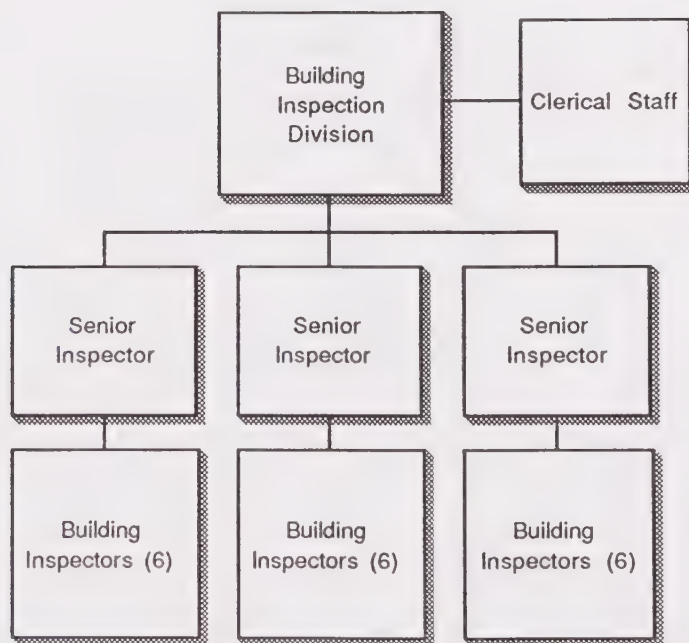 Building
Inspection
Division
Clerical Staff
Senior
Inspector
Senior
Inspector
Senior
Inspector
Building
Inspectors (6)
Building
Inspectors (6)
Building
Inspectors (6)